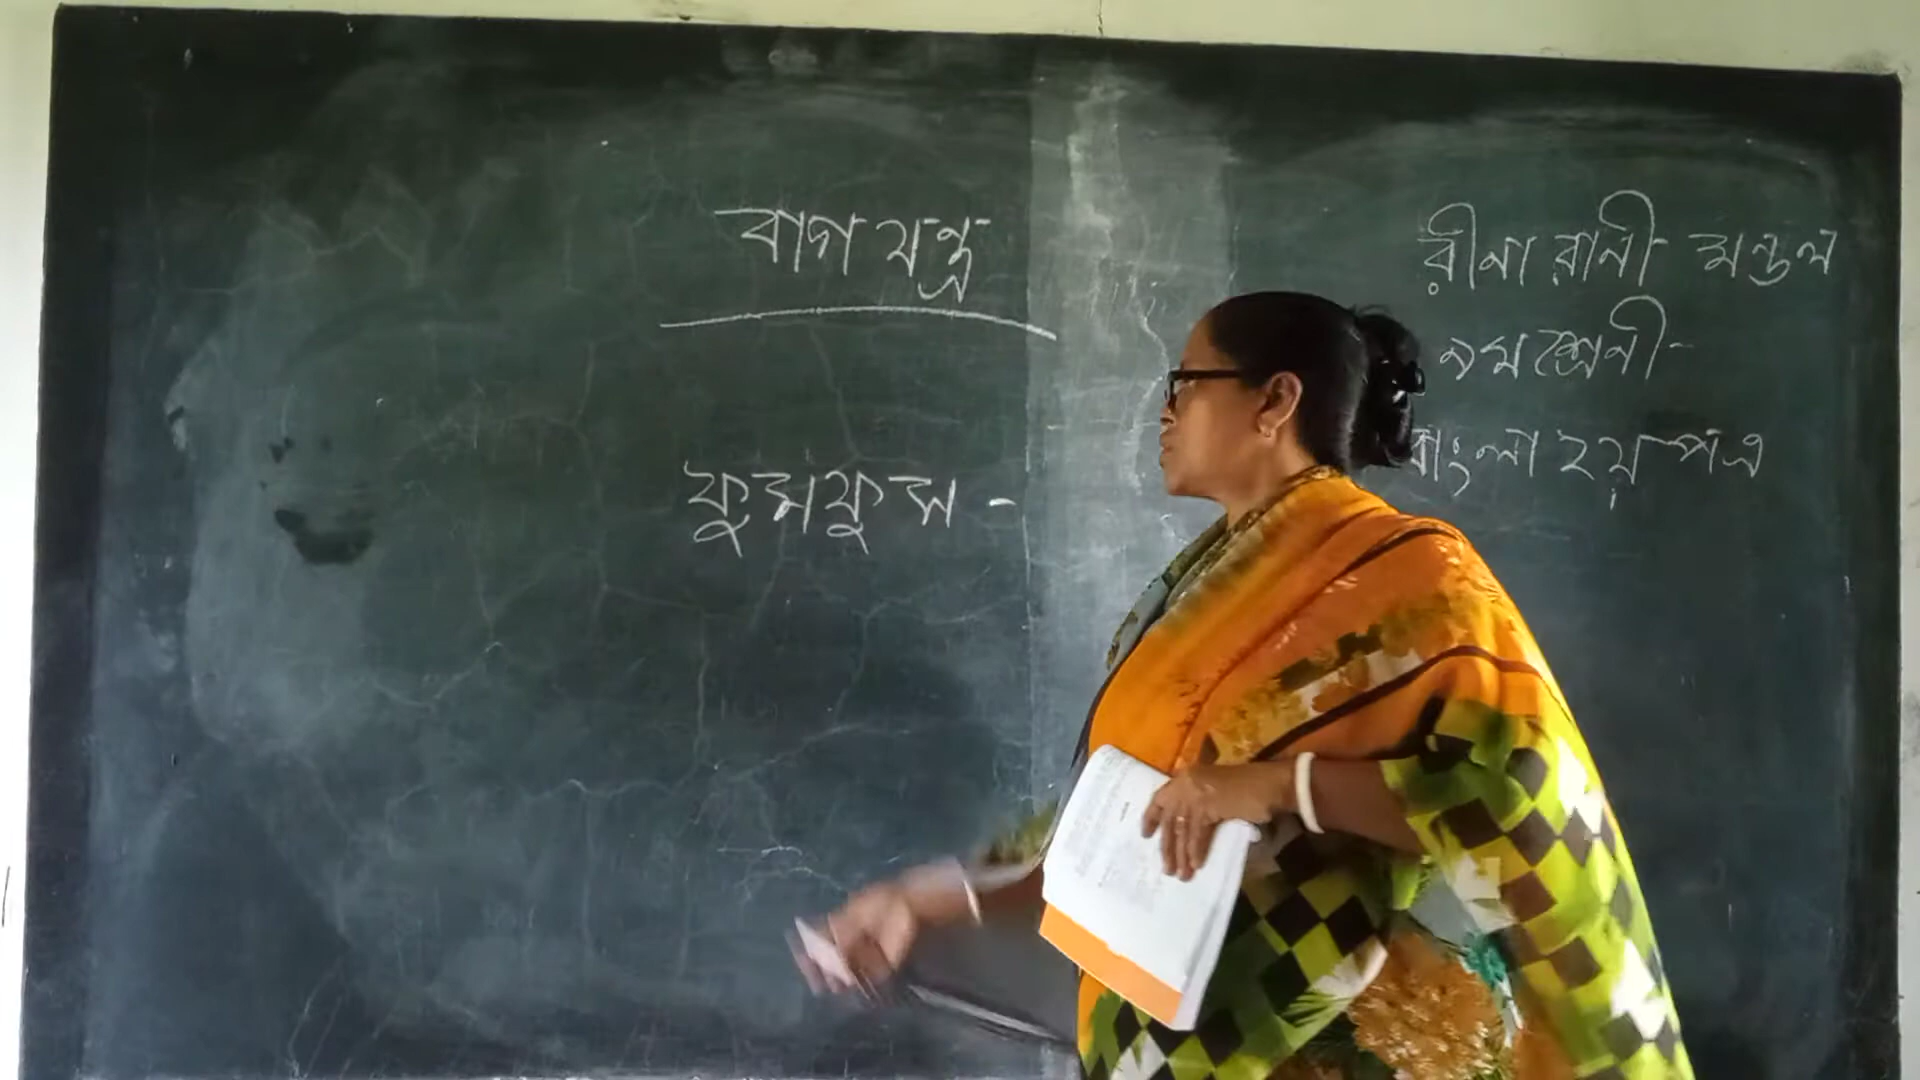 বাগযন্ত্র
ফুসফুস -
রীনা রানী মন্ডল
৯ম শ্রেনী
বাংলা ২য় পত্র